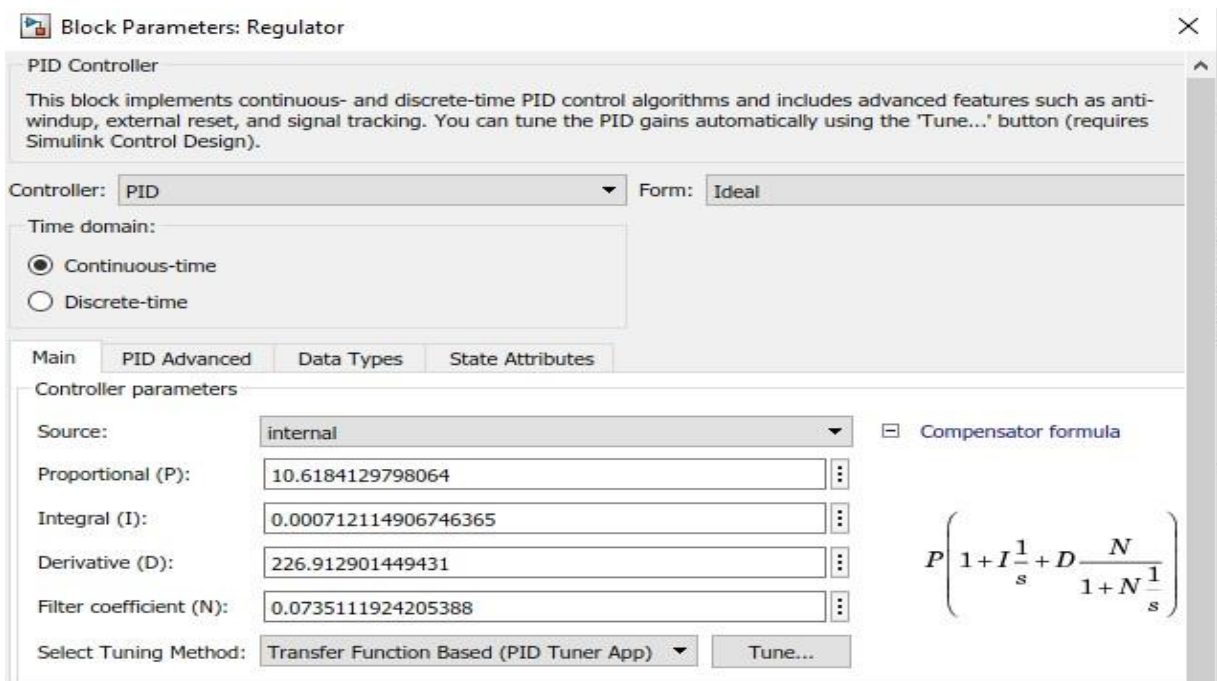 Block Parameters: Regulator
PID Controller
This block implements continuous- and discrete-time PID control algorithms and includes advanced features such as anti-
windup, external reset, and signal tracking. You can tune the PID gains automatically using the 'Tune...' button (requires
Simulink Control Design).
Controller: PID Form: Ideal
Time domain:
Continuous-time
Discrete-time
Main PID Advanced Data Types State Attributes
Controller parameters
Source: internal Compensator formula
Proportional (P): 10.6184129798064
Integral (I): 0.000712114906746365
Derivative (D): 226.912901449431
Filter coefficient (N): 0.0735111924205388
P(1+I 1/s + D N/(1+N 1/s))
Select Tuning Method: Transfer Function Based (PID Tuner App) Tune...